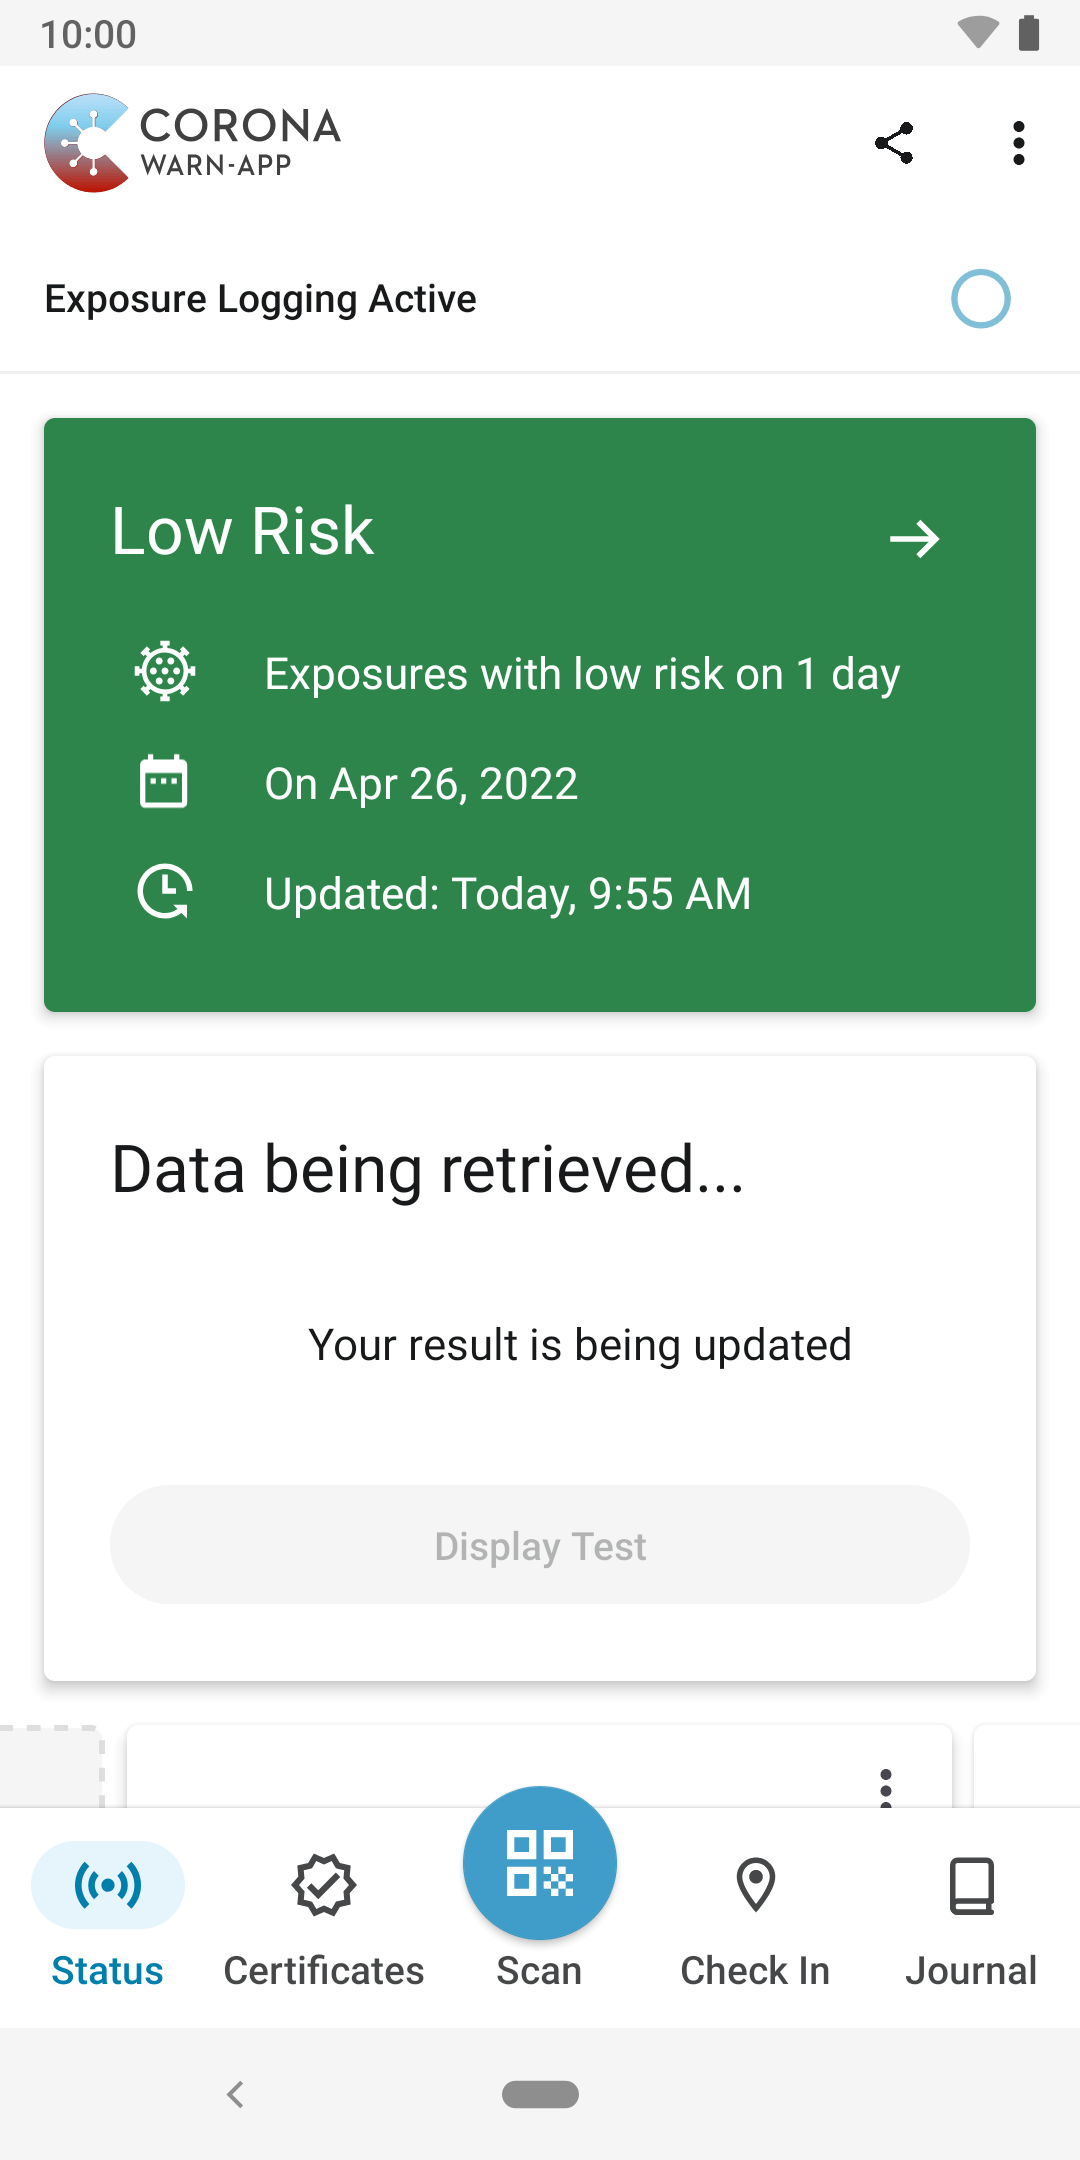 10:00
CORONA
WARN-APP
Exposure Logging Active
Low Risk
Exposures with low risk on 1 day
On Apr 26, 2022
Updated: Today, 9:55 AM
Data being retrieved...
Your result is being updated
Display Test
Status
Certificates
Scan
Check In
Journal